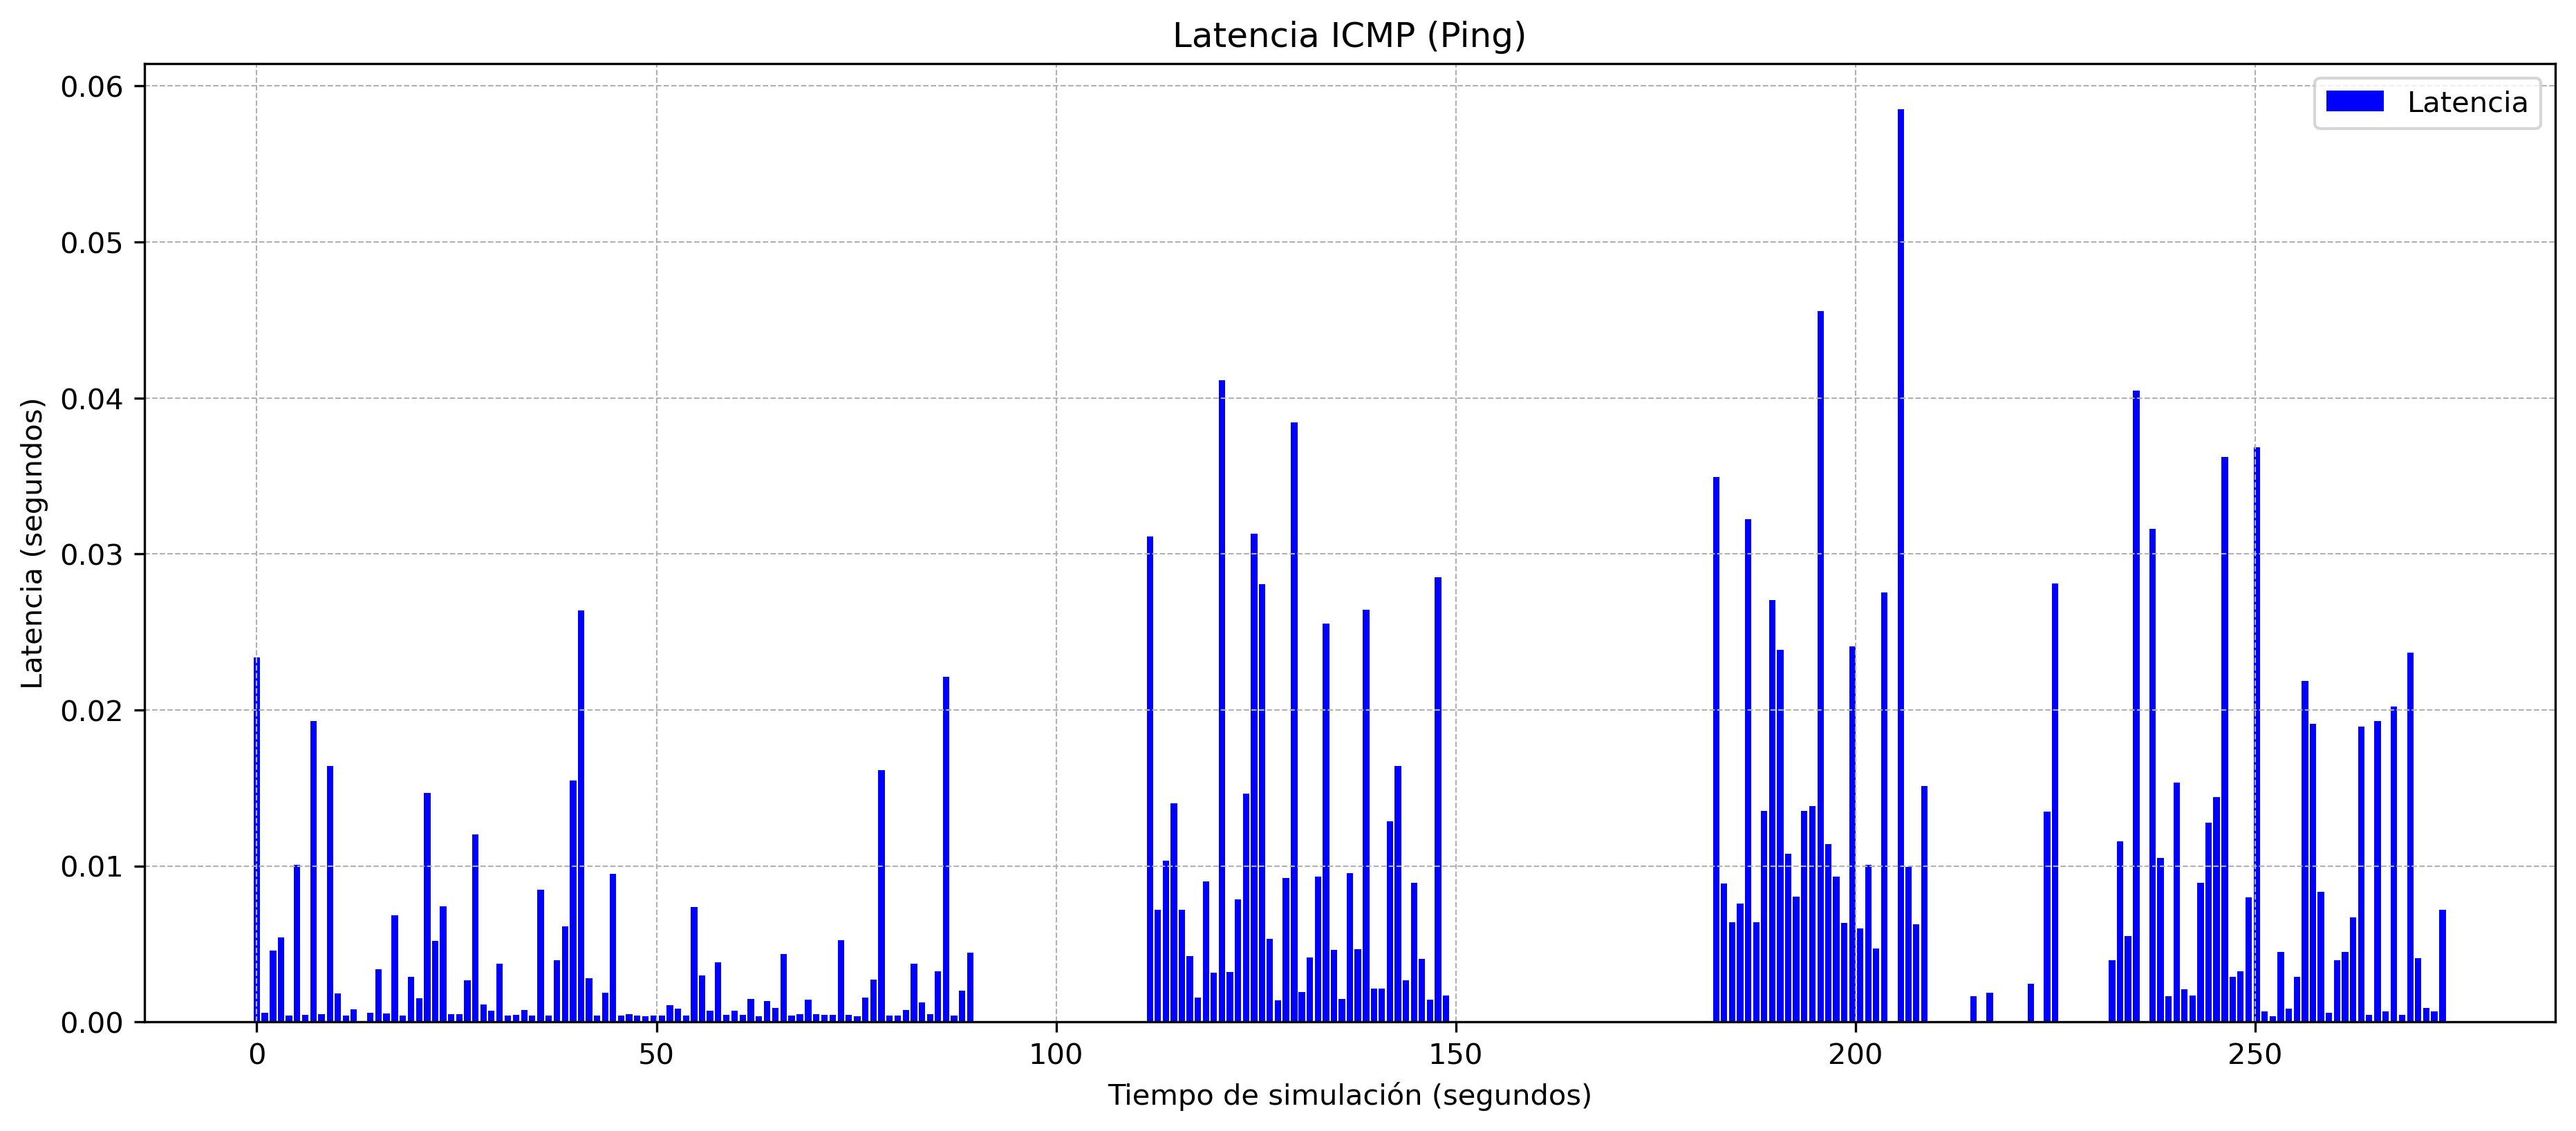 Latencia ICMP (Ping)
Latencia
0.06
0.05
0.04
0.03
0.02
0.01
0.00
Latencia (segundos)
0 50 100 150 200 250
Tiempo de simulación (segundos)